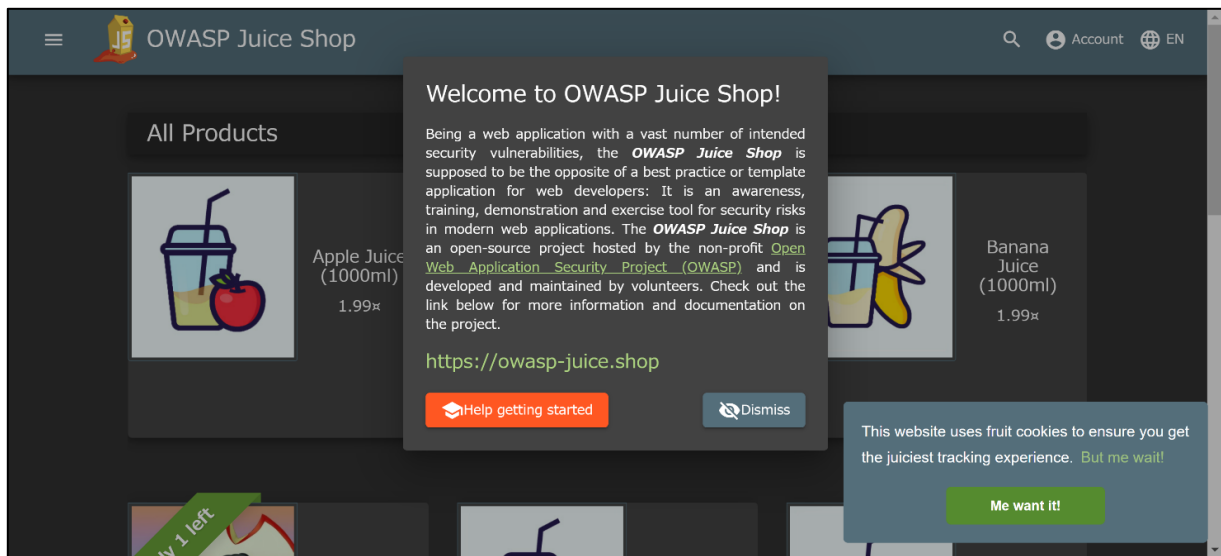 OWASP Juice Shop
Account
EN
All Products
Apple Juice
(1000ml)
1.99¤
Welcome to OWASP Juice Shop!
Being a web application with a vast number of intended
security vulnerabilities, the OWASP Juice Shop is
supposed to be the opposite of a best practice or template
application for web developers: It is an awareness,
training, demonstration and exercise tool for security risks
in modern web applications. The OWASP Juice Shop is
an open-source project hosted by the non-profit Open
Web Application Security Project (OWASP) and is
developed and maintained by volunteers. Check out the
link below for more information and documentation on
the project.
https://owasp-juice.shop
Help getting started
Dismiss
Banana
Juice
(1000ml)
1.99¤
This website uses fruit cookies to ensure you get
the juiciest tracking experience. But me wait!
Me want it!
1 left